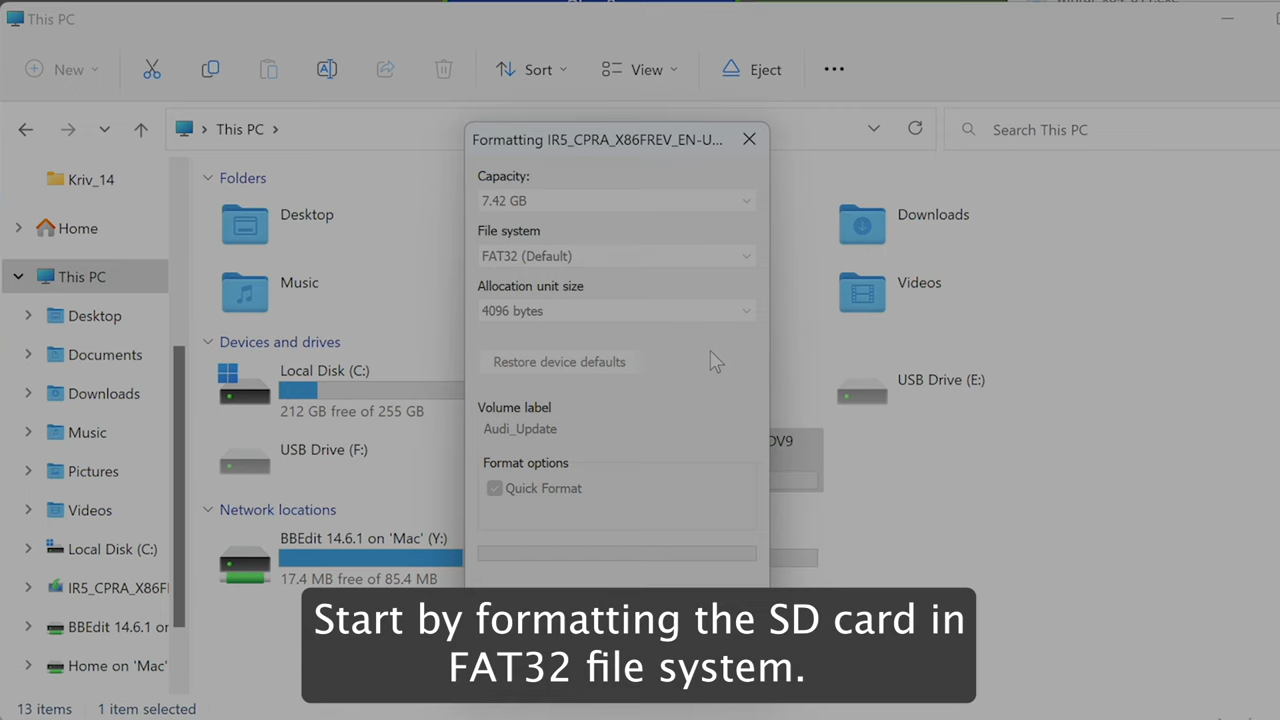 This PC
New
Sort
View
Eject
This PC
Search This PC
Kriv_14
Home
This PC
Desktop
Documents
Downloads
Music
Pictures
Videos
Local Disk (C:)
IR5_CPRA_X86F
BBEdit 14.6.1 or
Home on 'Mac'
Folders
Desktop
Music
Downloads
Videos
Devices and drives
Local Disk (C:)
212 GB free of 255 GB
USB Drive (F:)
USB Drive (E:)
DV9
Network locations
BBEdit 14.6.1 on 'Mac' (Y:)
17.4 MB free of 85.4 MB
Formatting IR5_CPRA_X86FREV_EN-U...
Capacity:
7.42 GB
File system
FAT32 (Default)
Allocation unit size
4096 bytes
Restore device defaults
Volume label
Audi_Update
Format options
Quick Format
Start by formatting the SD card in
FAT32 file system.
13 items
1 item selected